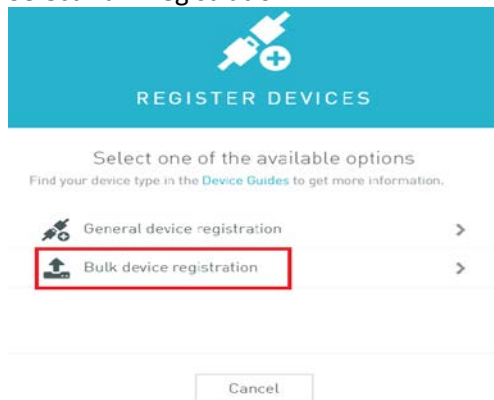 REGISTER DEVICES
Select one of the available options
Find your device type in the Device Guides to get more information.
General device registration
Bulk device registration
Cancel